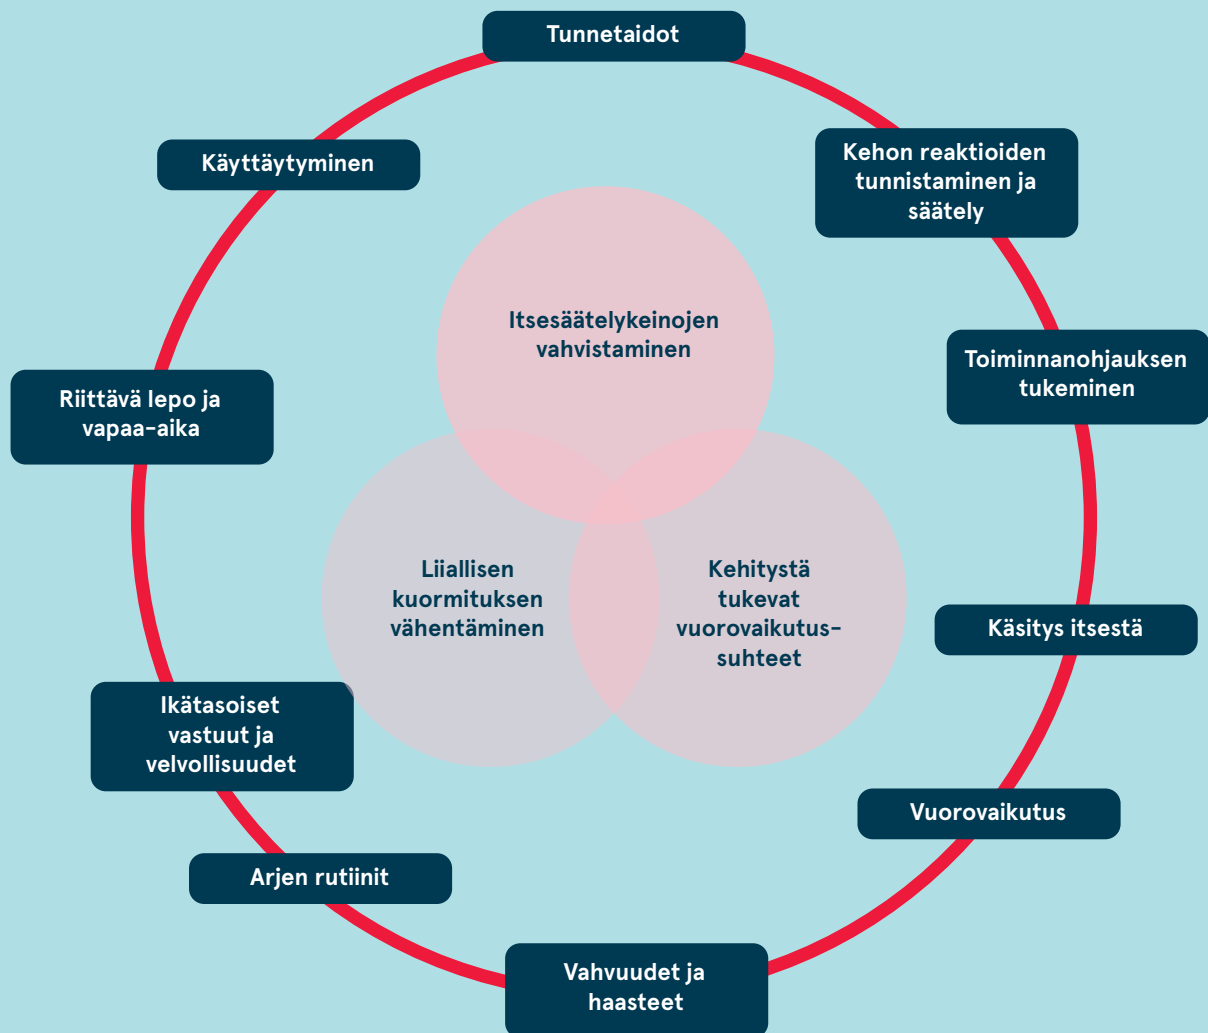 Tunnetaidot
Kehon reaktioiden
tunnistaminen ja
säätely
Toiminnanohjauksen
tukeminen
Käsitys itsestä
Vuorovaikutus
Vahvuudet ja
haasteet
Arjen rutiinit
Ikätasoiset
vastuut ja
velvollisuudet
Riittävä lepo ja
vapaa-aika
Käyttäytyminen
Itsesäätelykeinojen
vahvistaminen
Liiallisen
kuormituksen
vähentäminen
Kehitystä
tukevat
vuorovaikutus-
suhteet